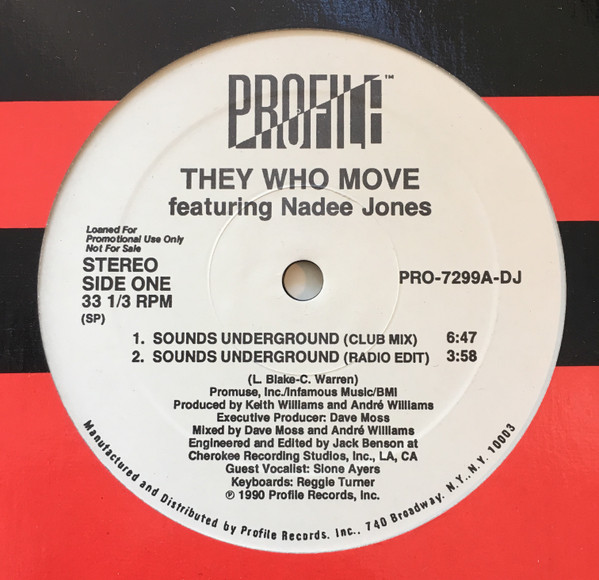 PROFILE™
THEY WHO MOVE
featuring Nadee Jones
Loaned For
Promotional Use Only
Not For Sale
STEREO
SIDE ONE
33 1/3 RPM
(SP)
PRO-7299A-DJ
1. SOUNDS UNDERGROUND (CLUB MIX) 6:47
2. SOUNDS UNDERGROUND (RADIO EDIT) 3:58
(L. Blake-C. Warren)
Promuse, Inc./Infamous Music/BMI
Produced by Keith Williams and André Williams
Executive Producer: Dave Moss
Mixed by Dave Moss and André Williams
Engineered and Edited by Jack Benson at
Cherokee Recording Studios, Inc., LA, CA
Guest Vocalist: Slone Ayers
Keyboards: Reggie Turner
℗ 1990 Profile Records, Inc.
Manufactured and Distributed by Profile Records, Inc., 740 Broadway, N.Y., N.Y. 10003